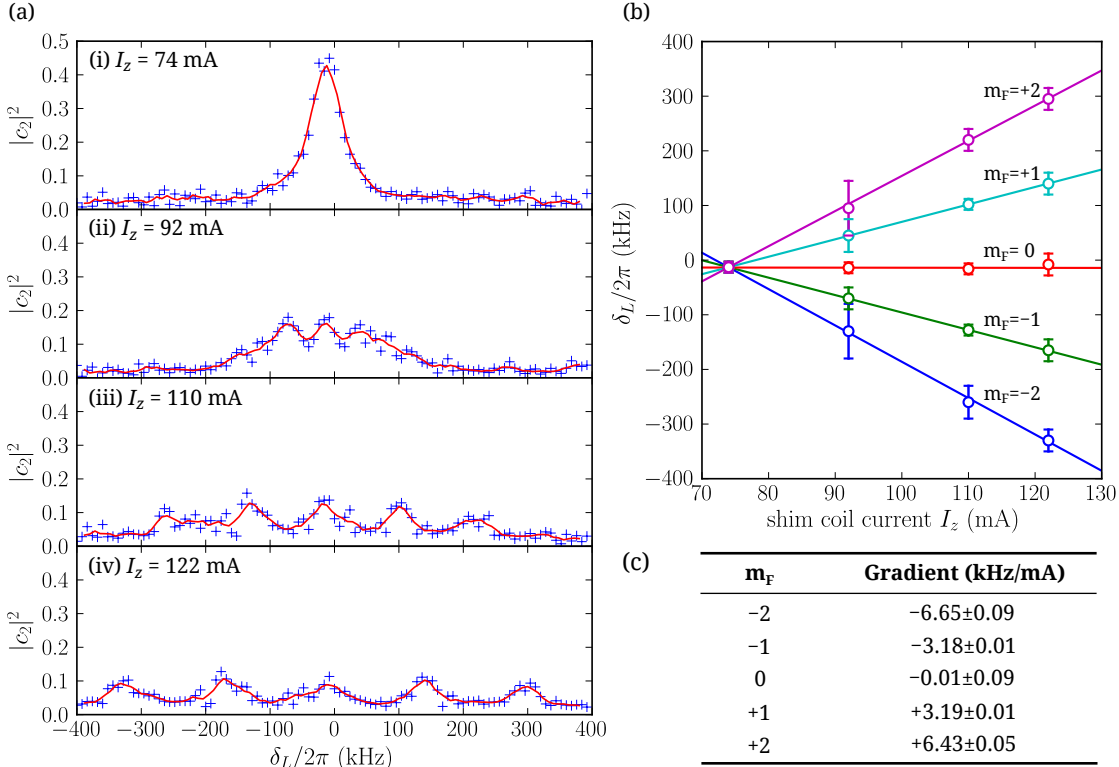 (a)
(i) I_z = 74 mA
|c_2|^2
0.5
0.4
0.3
0.2
0.1
0.0
(ii) I_z = 92 mA
|c_2|^2
0.4
0.3
0.2
0.1
0.0
(iii) I_z = 110 mA
|c_2|^2
0.4
0.3
0.2
0.1
0.0
(iv) I_z = 122 mA
|c_2|^2
0.4
0.3
0.2
0.1
0.0
−400 −300 −200 −100 0 100 200 300 400
δ_L/2π (kHz)
(b)
400
300
200
100
0
−100
−200
−300
−400
δ_L/2π (kHz)
m_F=+2
m_F=+1
m_F= 0
m_F=−1
m_F=−2
70 80 90 100 110 120 130
shim coil current I_z (mA)
(c)
m_F Gradient (kHz/mA)
−2 −6.65±0.09
−1 −3.18±0.01
0 −0.01±0.09
+1 +3.19±0.01
+2 +6.43±0.05